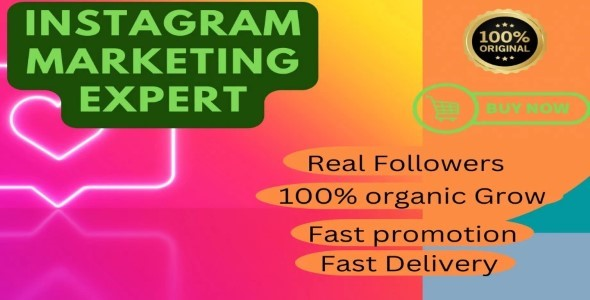 INSTAGRAM
MARKETING
EXPERT
100%
ORIGINAL
BUY NOW
Real Followers
100% organic Grow
Fast promotion
Fast Delivery